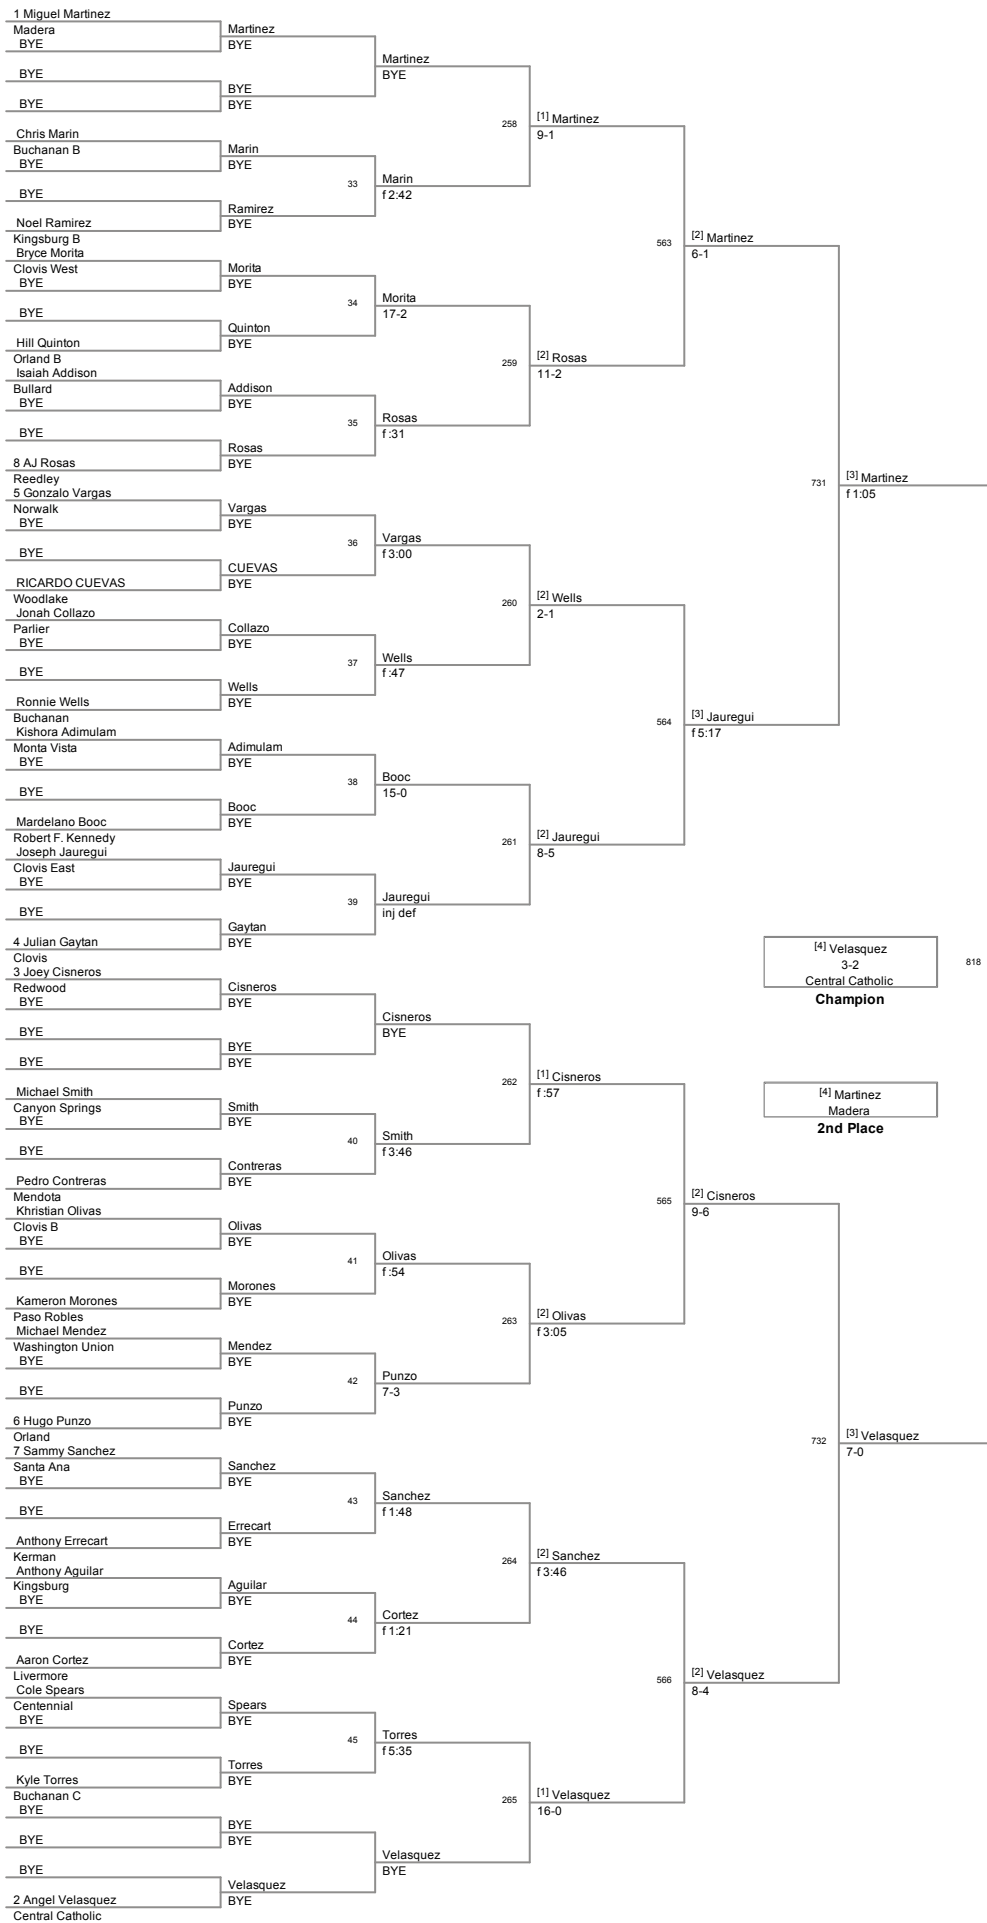 1 Miguel Martinez
Madera
BYE
BYE
BYE
Chris Marin
Buchanan B
BYE
BYE
Noel Ramirez
Kingsburg B
Bryce Morita
Clovis West
BYE
BYE
Hill Quinton
Orland B
Isaiah Addison
Bullard
BYE
BYE
8 AJ Rosas
Reedley
5 Gonzalo Vargas
Norwalk
BYE
BYE
RICARDO CUEVAS
Woodlake
Jonah Collazo
Parlier
BYE
BYE
Ronnie Wells
Buchanan
Kishora Adimulam
Monta Vista
BYE
BYE
Mardelano Booc
Robert F. Kennedy
Joseph Jauregui
Clovis East
BYE
BYE
4 Julian Gaytan
Clovis
3 Joey Cisneros
Redwood
BYE
BYE
BYE
Michael Smith
Canyon Springs
BYE
BYE
Pedro Contreras
Mendota
Khristian Olivas
Clovis B
BYE
BYE
Kameron Morones
Paso Robles
Michael Mendez
Washington Union
BYE
BYE
6 Hugo Punzo
Orland
7 Sammy Sanchez
Santa Ana
BYE
BYE
Anthony Errecart
Kerman
Anthony Aguilar
Kingsburg
BYE
BYE
Aaron Cortez
Livermore
Cole Spears
Centennial
BYE
BYE
Kyle Torres
Buchanan C
BYE
BYE
BYE
2 Angel Velasquez
Central Catholic
Martinez
BYE
BYE
BYE
Marin
BYE
Ramirez
BYE
Morita
BYE
Quinton
BYE
Addison
BYE
Rosas
BYE
Vargas
BYE
CUEVAS
BYE
Collazo
BYE
Wells
BYE
Adimulam
BYE
Booc
BYE
Jauregui
BYE
Gaytan
BYE
Cisneros
BYE
BYE
BYE
Smith
BYE
Contreras
BYE
Olivas
BYE
Morones
BYE
Mendez
BYE
Punzo
BYE
Sanchez
BYE
Errecart
BYE
Aguilar
BYE
Cortez
BYE
Spears
BYE
Torres
BYE
BYE
BYE
Velasquez
BYE
Martinez
BYE
33
Marin
f 2:42
34
Morita
17-2
35
Rosas
f :31
36
Vargas
f 3:00
37
Wells
f :47
38
Booc
15-0
39
Jauregui
inj def
Cisneros
BYE
40
Smith
f 3:46
41
Olivas
f :54
42
Punzo
7-3
43
Sanchez
f 1:48
44
Cortez
f 1:21
45
Torres
f 5:35
Velasquez
BYE
258
[1] Martinez
9-1
259
[2] Rosas
11-2
260
[2] Wells
2-1
261
[2] Jauregui
8-5
262
[1] Cisneros
f :57
263
[2] Olivas
f 3:05
264
[2] Sanchez
f 3:46
265
[1] Velasquez
16-0
563
[2] Martinez
6-1
564
[3] Jauregui
f 5:17
565
[2] Cisneros
9-6
566
[2] Velasquez
8-4
731
[3] Martinez
f 1:05
732
[3] Velasquez
7-0
[4] Velasquez
3-2
Central Catholic
Champion
818
[4] Martinez
Madera
2nd Place